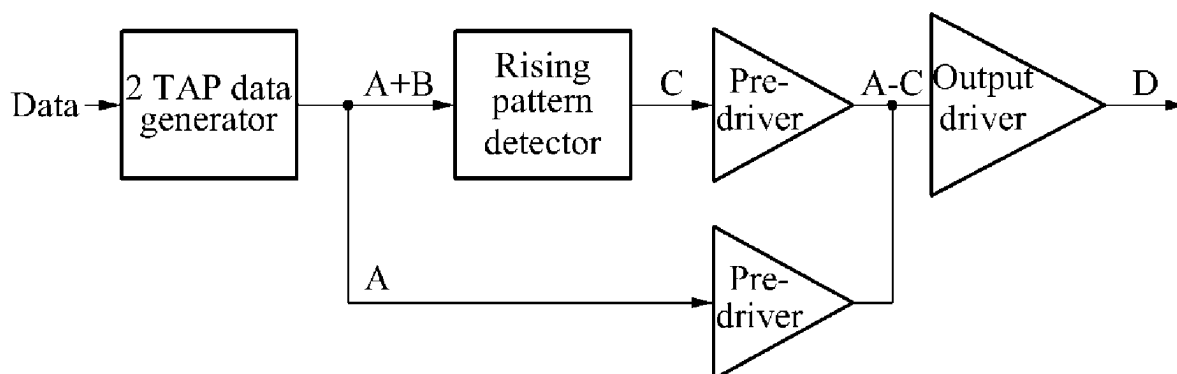 Data
2 TAP data
generator
A+B
Rising
pattern
detector
C
Pre-
driver
A-C
Output
driver
D
A
Pre-
driver